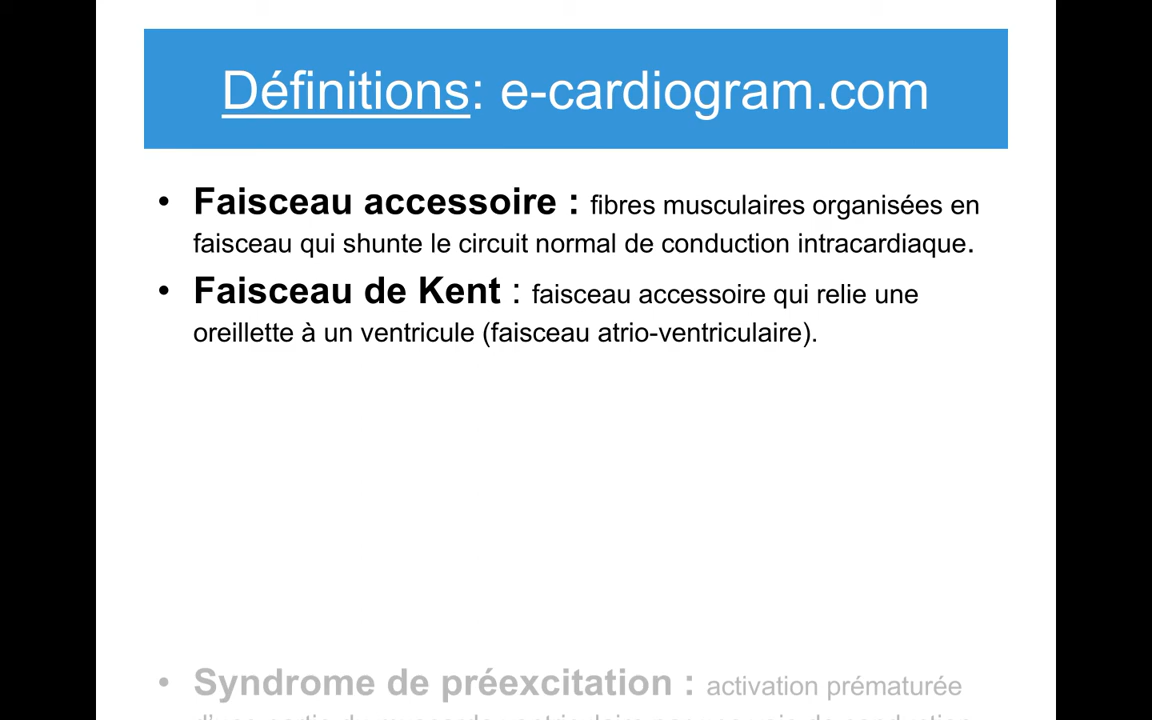 Définitions: e-cardiogram.com
• Faisceau accessoire : fibres musculaires organisées en
faisceau qui shunte le circuit normal de conduction intracardiaque.
• Faisceau de Kent : faisceau accessoire qui relie une
oreillette à un ventricule (faisceau atrio-ventriculaire).
• Syndrome de préexcitation : activation prématurée